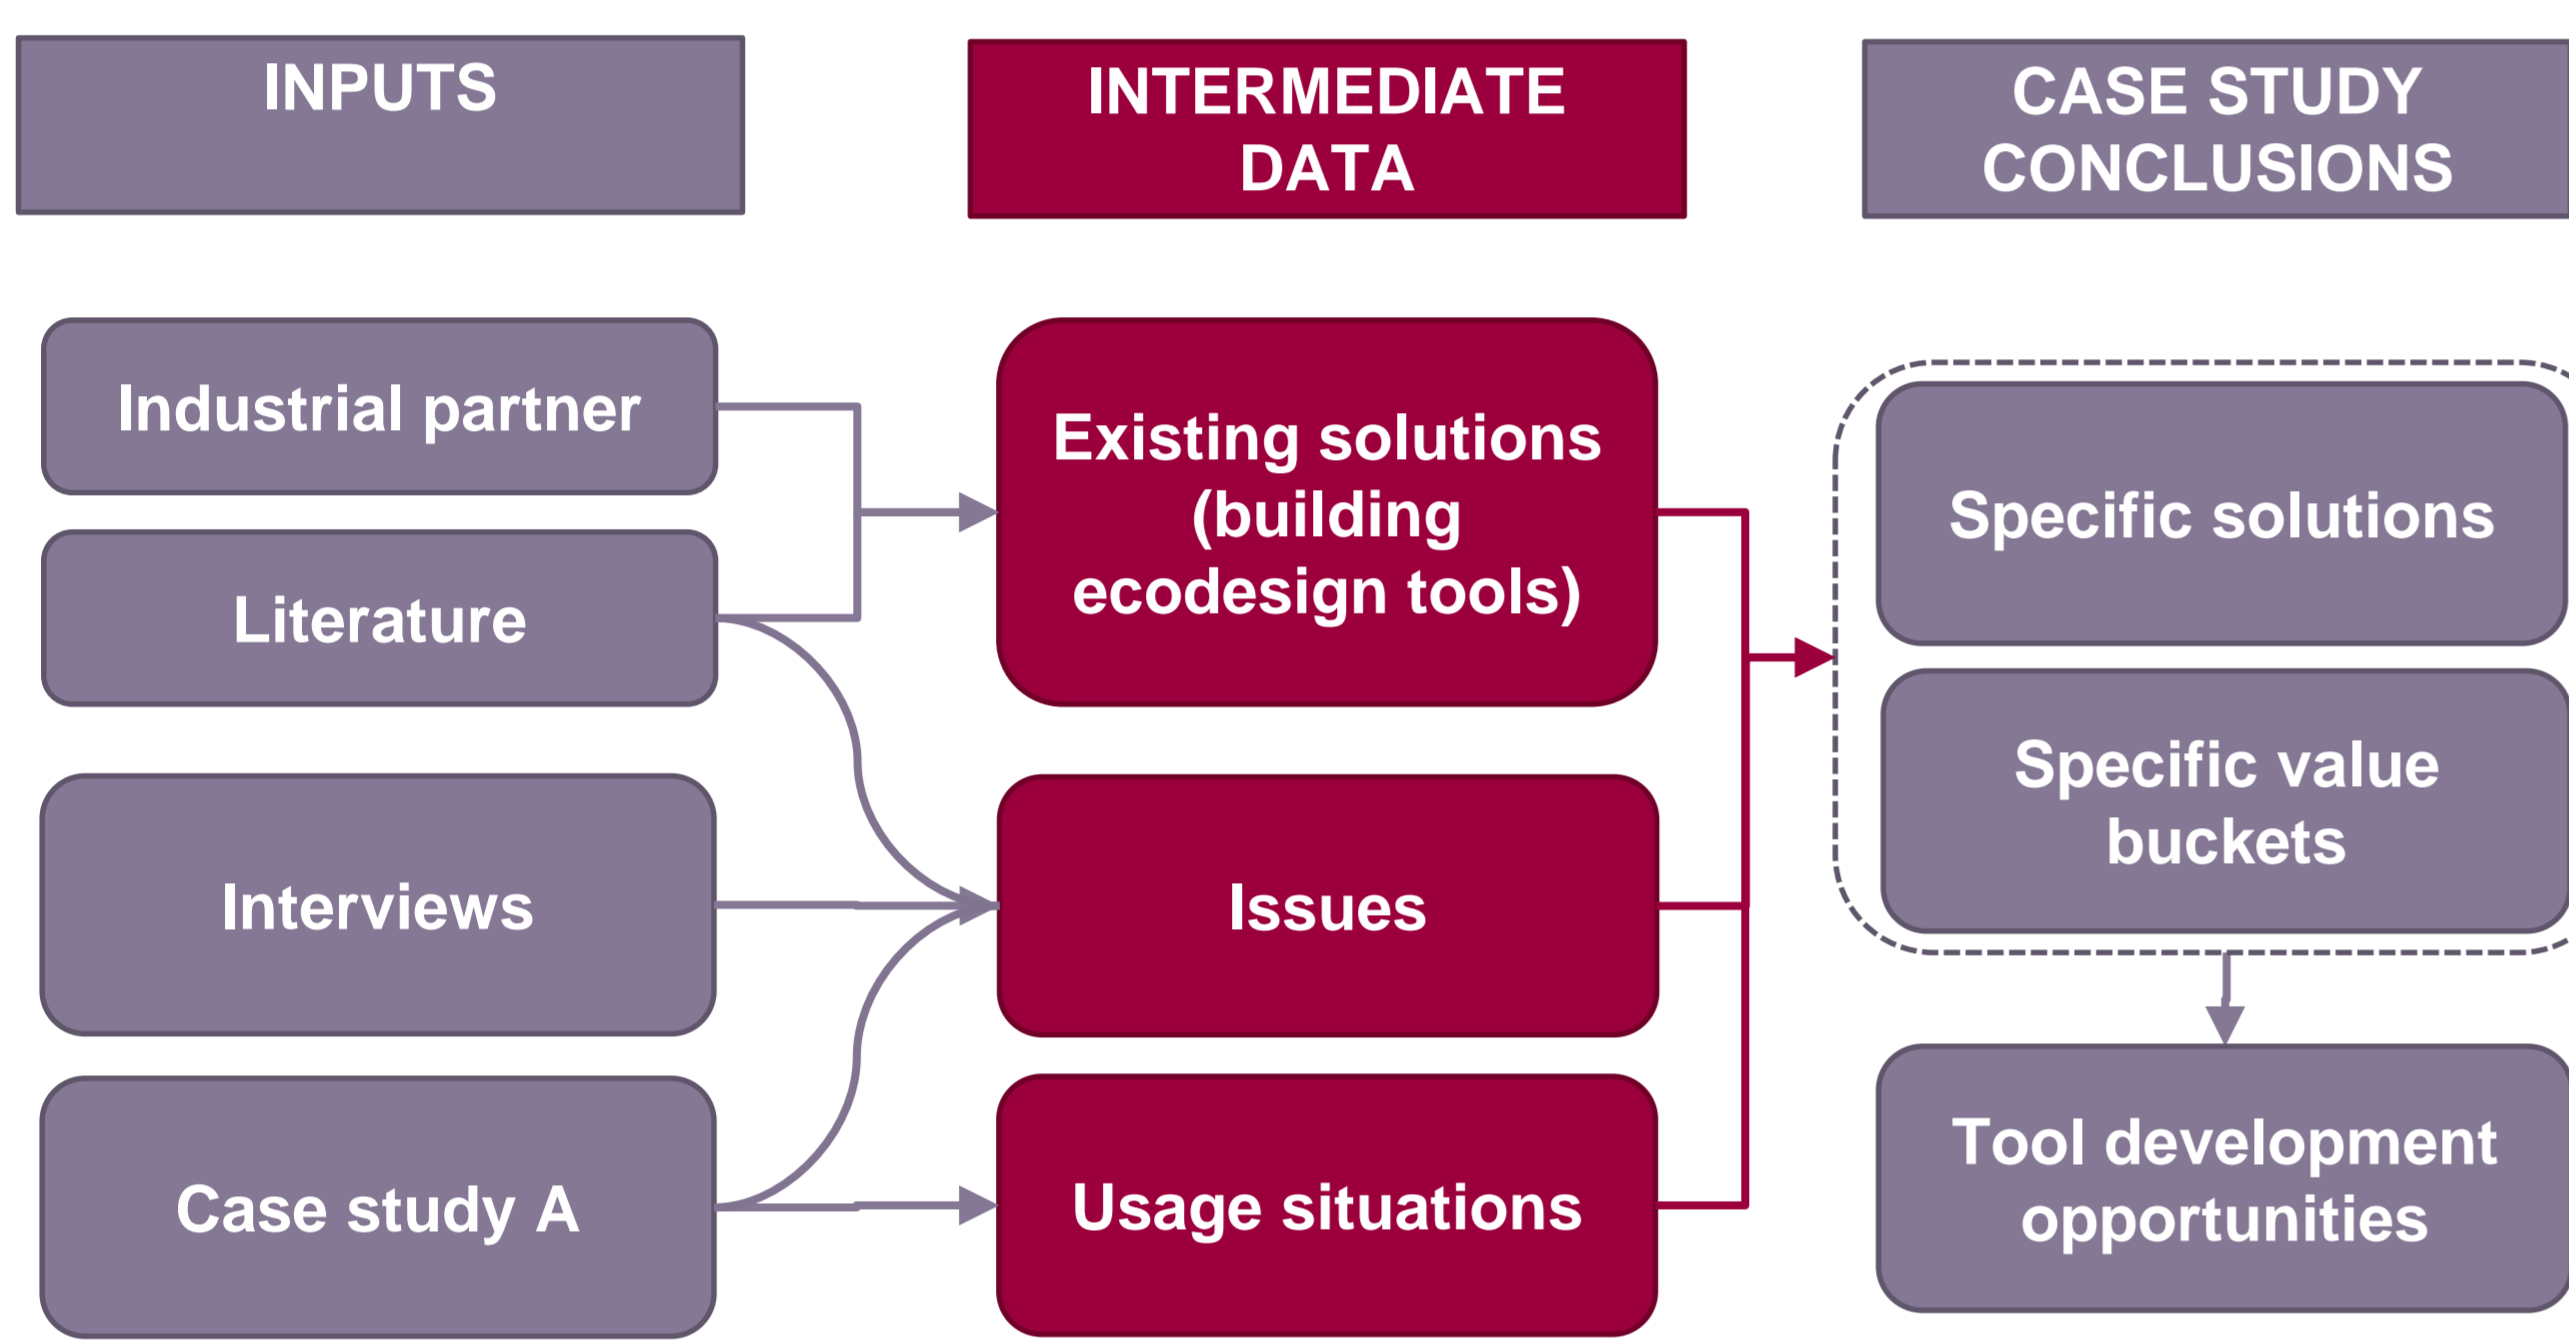 INPUTS
INTERMEDIATE
DATA
CASE STUDY
CONCLUSIONS
Industrial partner
Literature
Interviews
Case study A
Existing solutions
(building
ecodesign tools)
Issues
Usage situations
Specific solutions
Specific value
buckets
Tool development
opportunities